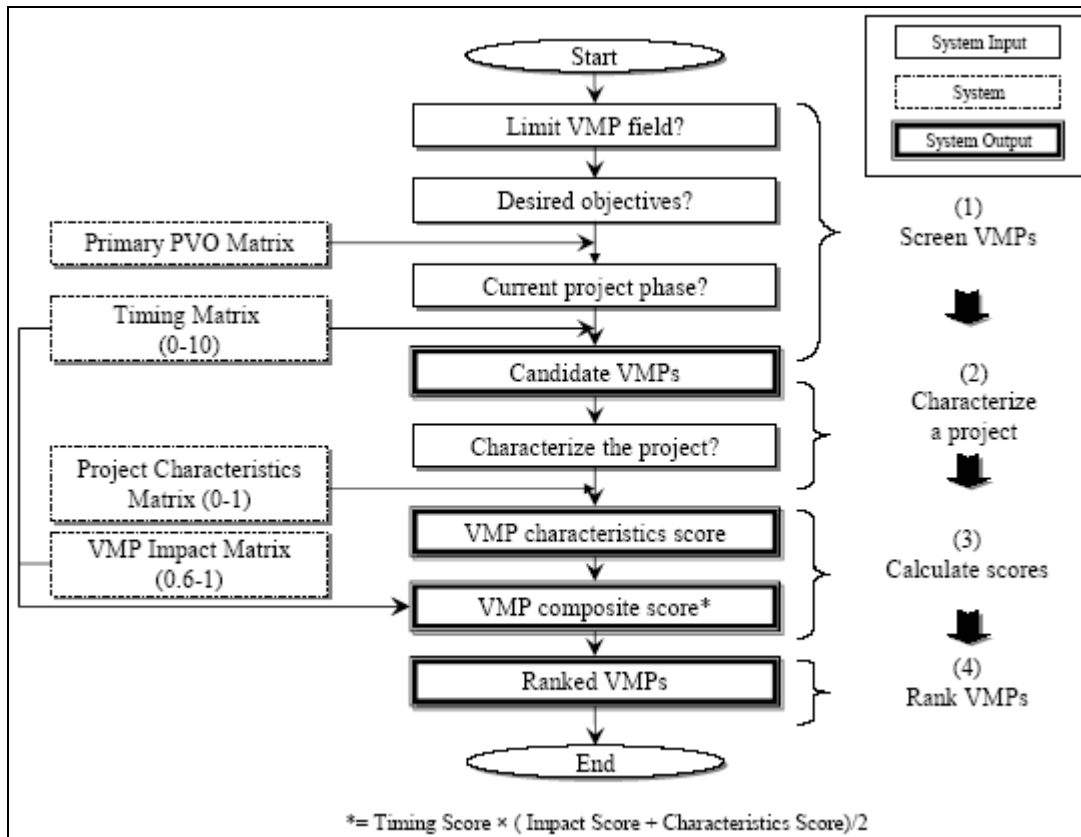 Start
System Input
System
System Output
Limit VMP field?
Desired objectives?
Primary PVO Matrix
Current project phase?
Timing Matrix
(0-10)
Candidate VMPs
Characterize the project?
Project Characteristics
Matrix (0-1)
VMP characteristics score
VMP Impact Matrix
(0.6-1)
VMP composite score*
Ranked VMPs
End
(1)
Screen VMPs
(2)
Characterize
a project
(3)
Calculate scores
(4)
Rank VMPs
*= Timing Score × ( Impact Score + Characteristics Score)/2